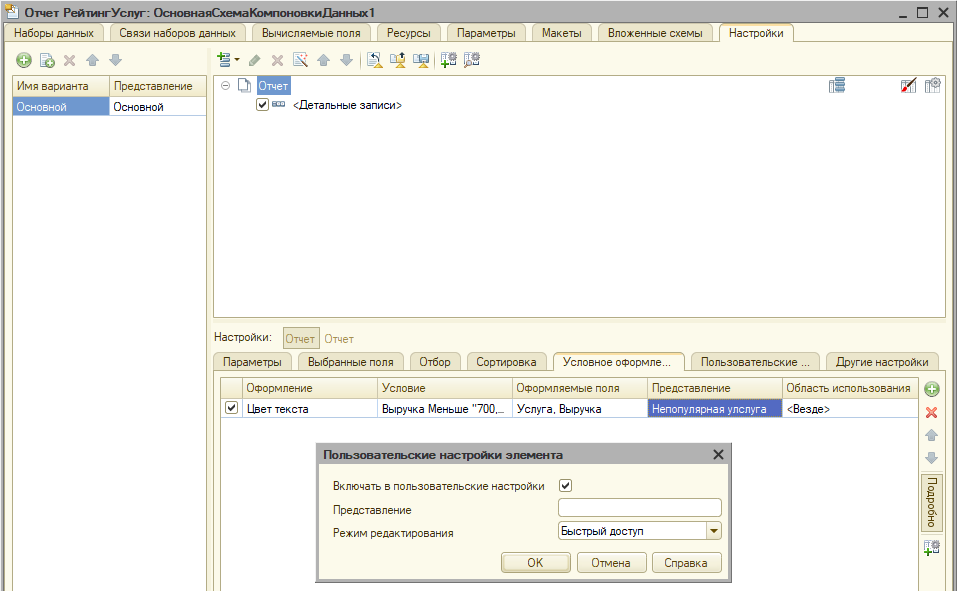 Отчет РейтингУслуг: ОсновнаяСхемаКомпоновкиДанных1
Наборы данных Связи наборов данных Вычисляемые поля Ресурсы Параметры Макеты Вложенные схемы Настройки
Имя варианта Представление
Основной Основной
Отчет
<Детальные записи>
Настройки: Отчет Отчет
Параметры Выбранные поля Отбор Сортировка Условное оформле... Пользовательские ... Другие настройки
Оформление Условие Оформляемые поля Представление Область использования
Цвет текста Выручка Меньше "700,... Услуга, Выручка Непопулярная улслуга <Везде>
Подробно
Пользовательские настройки элемента
Включать в пользовательские настройки
Представление
Режим редактирования Быстрый доступ
OK Отмена Справка